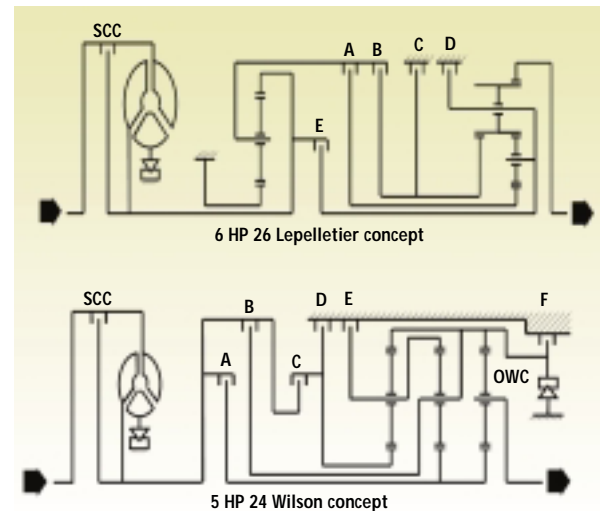 SCC
A B C D
E
6 HP 26 Lepelletier concept
SCC
B D E F
A C
OWC
5 HP 24 Wilson concept